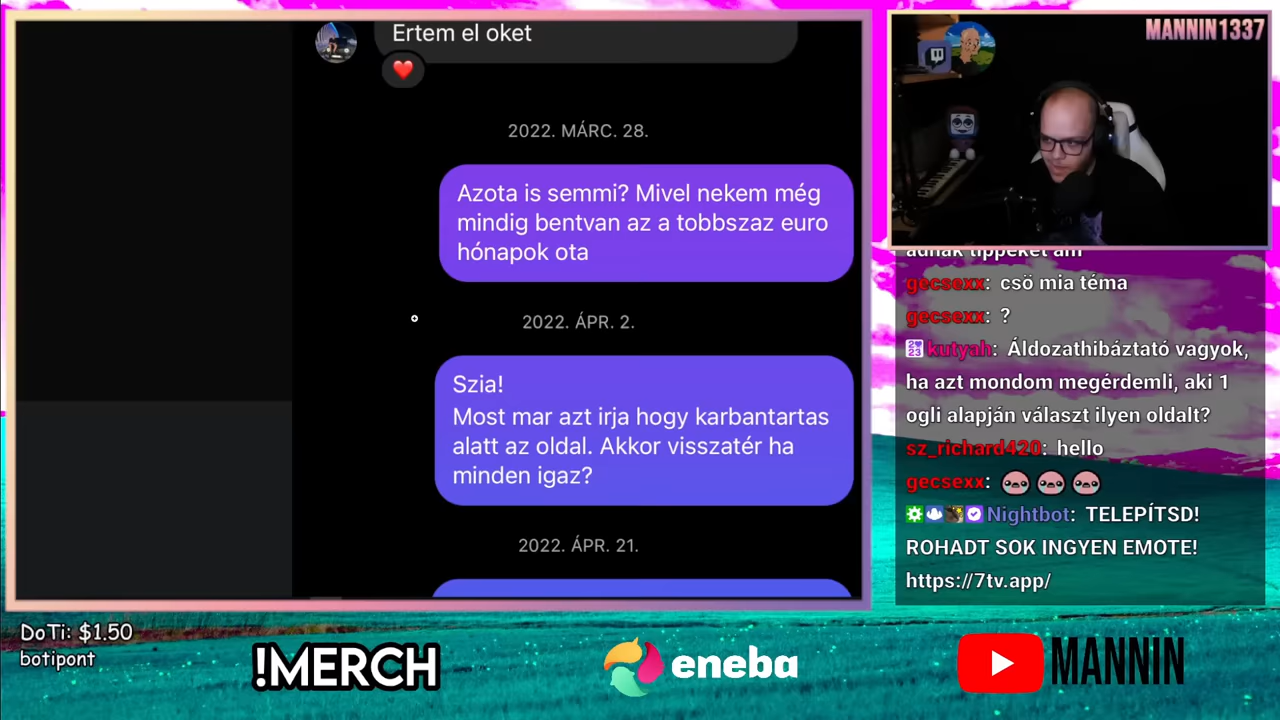 Ertem el oket
2022. MÁRC. 28.
Azota is semmi? Mivel nekem még
mindig bentvan az a tobbszaz euro
hónapok ota
2022. ÁPR. 2.
Szia!
Most mar azt irja hogy karbantartas
alatt az oldal. Akkor visszatér ha
minden igaz?
2022. ÁPR. 21.
MANNIN1337
adnak tippeket am
gecsexx: csö mia téma
gecsexx: ?
kutyah: Áldozathibáztató vagyok,
ha azt mondom megérdemli, aki 1
ogli alapján választ ilyen oldalt?
sz_richard420: hello
gecsexx:
Nightbot: TELEPÍTSD!
ROHADT SOK INGYEN EMOTE!
https://7tv.app/
DoTi: $1.50
botipont
!MERCH
eneba
MANNIN